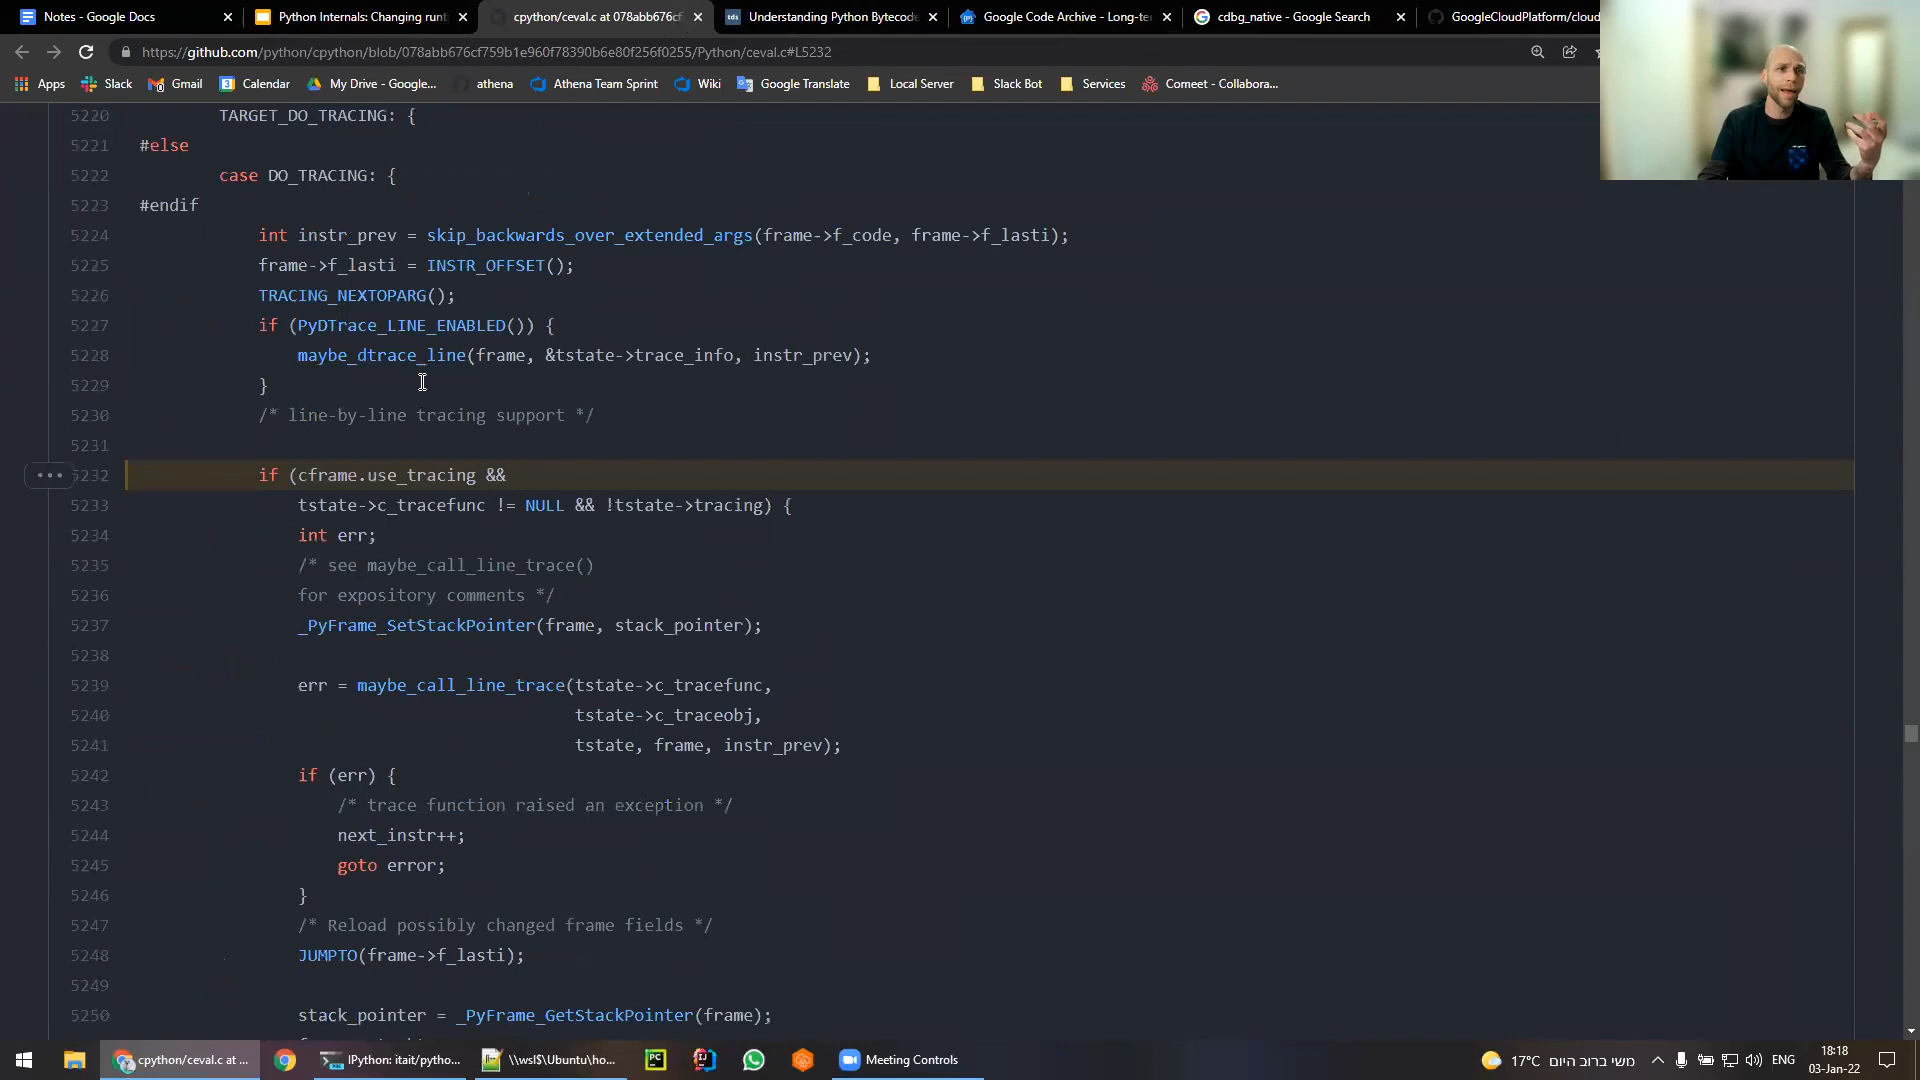 Notes - Google Docs
Python Internals: Changing runt
cpython/ceval.c at 078abb676cf
Understanding Python Bytecode
Google Code Archive - Long-te
cdbg_native - Google Search
GoogleCloudPlatform/cloud
https://github.com/python/cpython/blob/078abb676cf759b1e960f78390b6e80f256f0255/Python/ceval.c#L5232
Apps
Slack
Gmail
Calendar
My Drive - Google...
athena
Athena Team Sprint
Wiki
Google Translate
Local Server
Slack Bot
Services
Comeet - Collabora...
5220 TARGET_DO_TRACING: {
5221 #else
5222 case DO_TRACING: {
5223 #endif
5224 int instr_prev = skip_backwards_over_extended_args(frame->f_code, frame->f_lasti);
5225 frame->f_lasti = INSTR_OFFSET();
5226 TRACING_NEXTOPARG();
5227 if (PyDTrace_LINE_ENABLED()) {
5228 maybe_dtrace_line(frame, &tstate->trace_info, instr_prev);
5229 }
5230 /* line-by-line tracing support */
5231
5232 if (cframe.use_tracing &&
5233 tstate->c_tracefunc != NULL && !tstate->tracing) {
5234 int err;
5235 /* see maybe_call_line_trace()
5236 for expository comments */
5237 _PyFrame_SetStackPointer(frame, stack_pointer);
5238
5239 err = maybe_call_line_trace(tstate->c_tracefunc,
5240 tstate->c_traceobj,
5241 tstate, frame, instr_prev);
5242 if (err) {
5243 /* trace function raised an exception */
5244 next_instr++;
5245 goto error;
5246 }
5247 /* Reload possibly changed frame fields */
5248 JUMPTO(frame->f_lasti);
5249
5250 stack_pointer = _PyFrame_GetStackPointer(frame);
cpython/ceval.c at ...
IPython: itait/pytho...
\\wsl$\Ubuntu\ho...
Meeting Controls
17°C משי ברוב היום
ENG
18:18
03-Jan-22